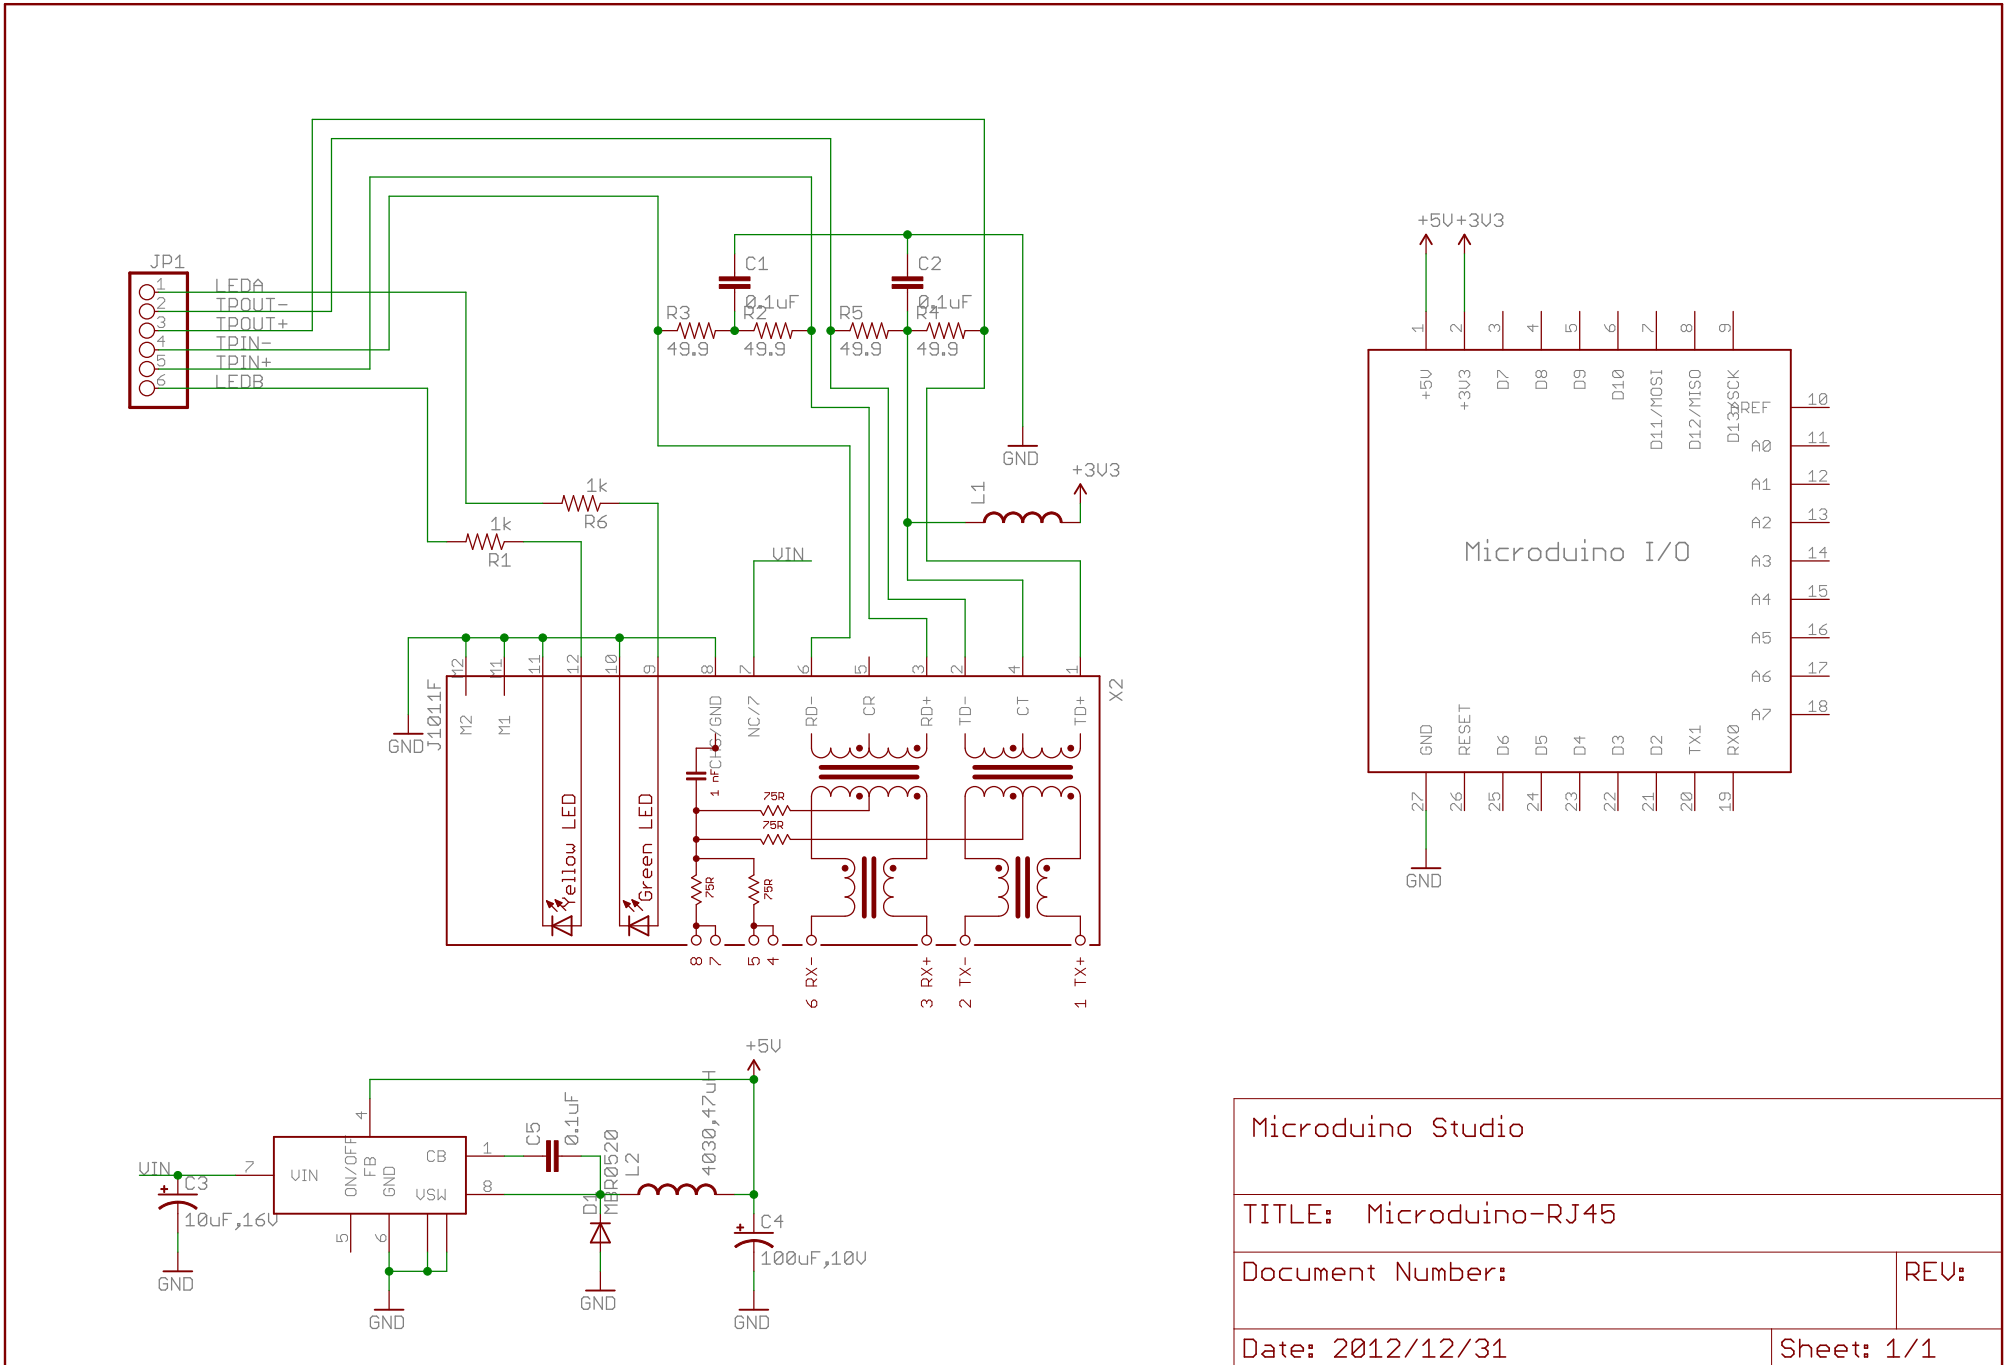 JP1
1 LEDA
2 TPOUT-
3 TPOUT+
4 TPIN-
5 TPIN+
6 LEDB
C1
0.1uF
C2
0.1uF
R3
49.9
R2
49.9
R5
49.9
R4
49.9
GND
+3V3
L1
1k
R6
1k
R1
VIN
GND
J1011F
X2
M2 M1 11 12 10 9 8 7 6 5 3 2 4 1
M2 M1 CHS/GND NC/7 RD- CR RD+ TD- CT TD+
1 nF
75R
75R
75R
75R
Yellow LED
Green LED
8 7 5 4 6 RX- 3 RX+ 2 TX- 1 TX+
+5V +3V3
1 2 3 4 5 6 7 8 9
+5V +3V3 D7 D8 D9 D10 D11/MOSI D12/MISO D13/SCK
AREF 10
A0 11
A1 12
A2 13
A3 14
A4 15
A5 16
A6 17
A7 18
Microduino I/O
GND RESET D6 D5 D4 D3 D2 TX1 RX0
27 26 25 24 23 22 21 20 19
GND
+5V
VIN
7
VIN
4
ON/OFF
FB
GND
CB
1
VSW
8
5
6
C3
10uF,16V
GND
GND
C5
0.1uF
D1
MBR0520
GND
L2
4030,47uH
C4
100uF,10V
GND
Microduino Studio
TITLE: Microduino-RJ45
Document Number:
REV:
Date: 2012/12/31
Sheet: 1/1